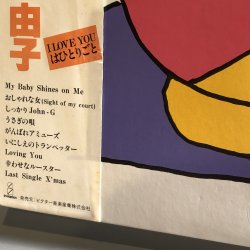 由子
I LOVE YOU
はひとりごと
My Baby Shines on Me
おしゃれな女(Sight of my court)
しっかりJohn-G
うさぎの唄
がんばれアミューズ
いにしえのトランペッター
Loving You
幸わせなルースター
Last Single X'mas
発売元:ビクター音楽産業株式会社